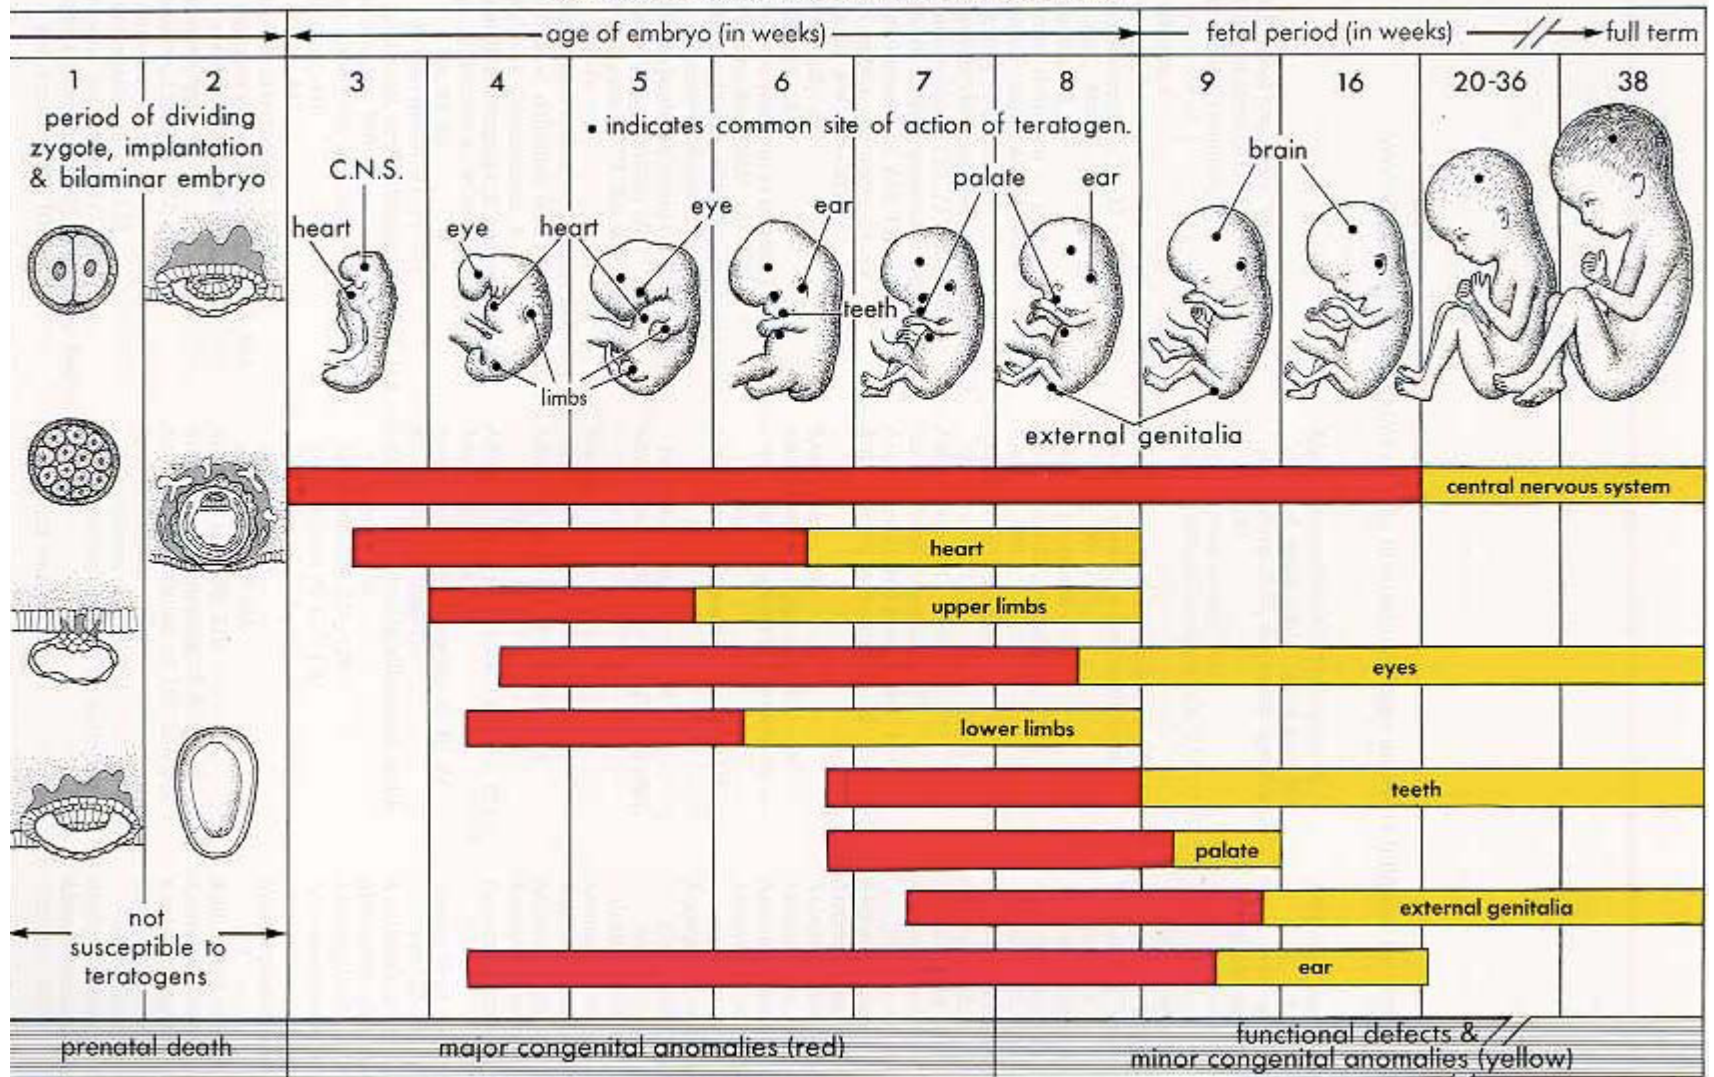 age of embryo (in weeks)
fetal period (in weeks)
full term
1
2
3
4
5
6
7
8
9
16
20-36
38
period of dividing
zygote, implantation
& bilaminar embryo
• indicates common site of action of teratogen.
C.N.S.
heart
eye
heart
eye
ear
palate
ear
brain
teeth
limbs
external genitalia
central nervous system
heart
upper limbs
eyes
lower limbs
teeth
palate
external genitalia
ear
not
susceptible to
teratogens
prenatal death
major congenital anomalies (red)
functional defects &
minor congenital anomalies (yellow)